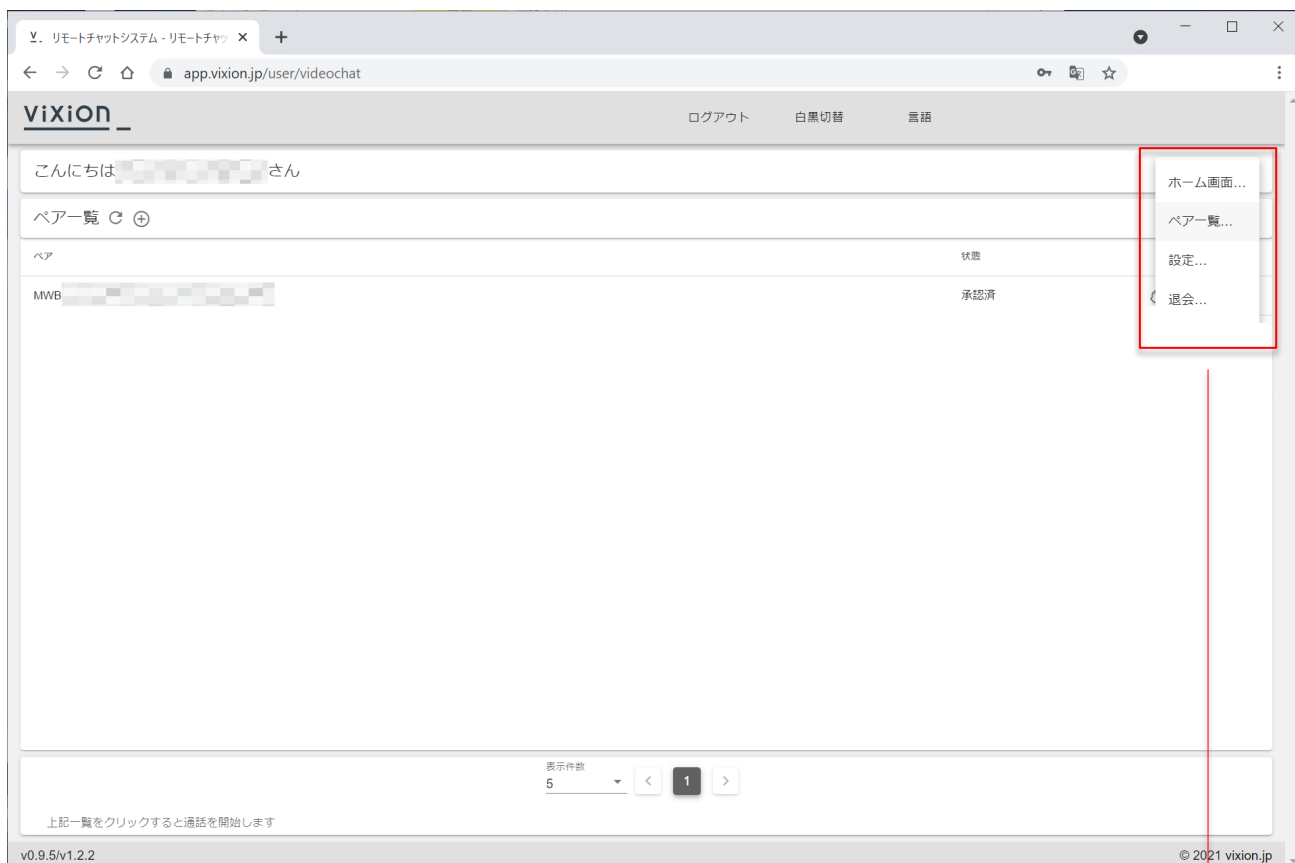 リモートチャットシステム - リモートチャッ
app.vixion.jp/user/videochat
ViXiON
ログアウト 白黒切替 言語
こんにちは さん
ホーム画面...
ペア一覧...
設定...
退会...
ペア一覧
ペア 状態
MWB 承認済
表示件数
5
1
上記一覧をクリックすると通話を開始します
v0.9.5/v1.2.2 © 2021 vixion.jp